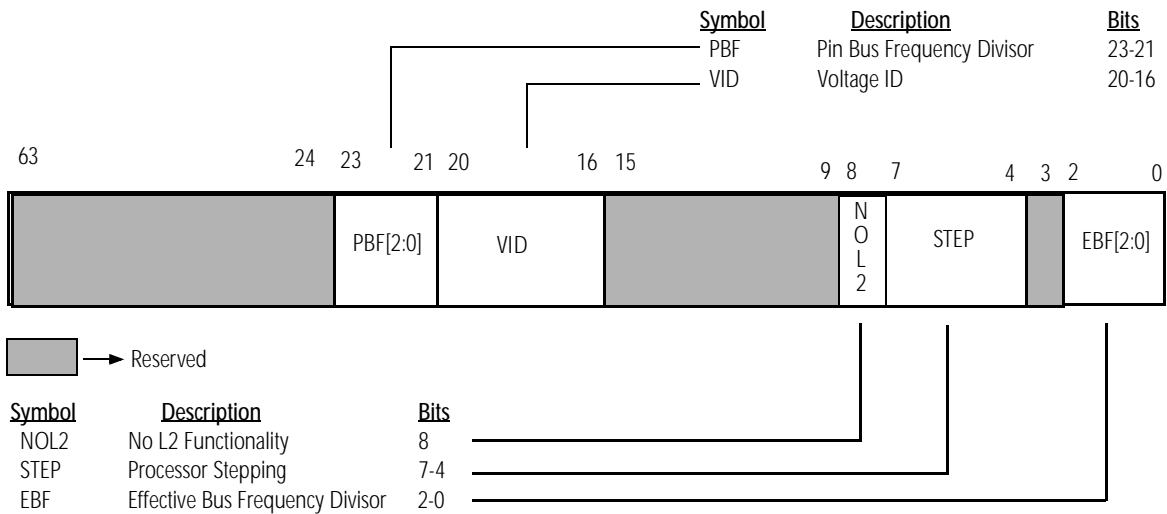 Symbol Description Bits
PBF Pin Bus Frequency Divisor 23-21
VID Voltage ID 20-16
63 24 23 21 20 16 15 9 8 7 4 3 2 0
PBF[2:0] VID N O L 2 STEP EBF[2:0]
Reserved
Symbol Description Bits
NOL2 No L2 Functionality 8
STEP Processor Stepping 7-4
EBF Effective Bus Frequency Divisor 2-0